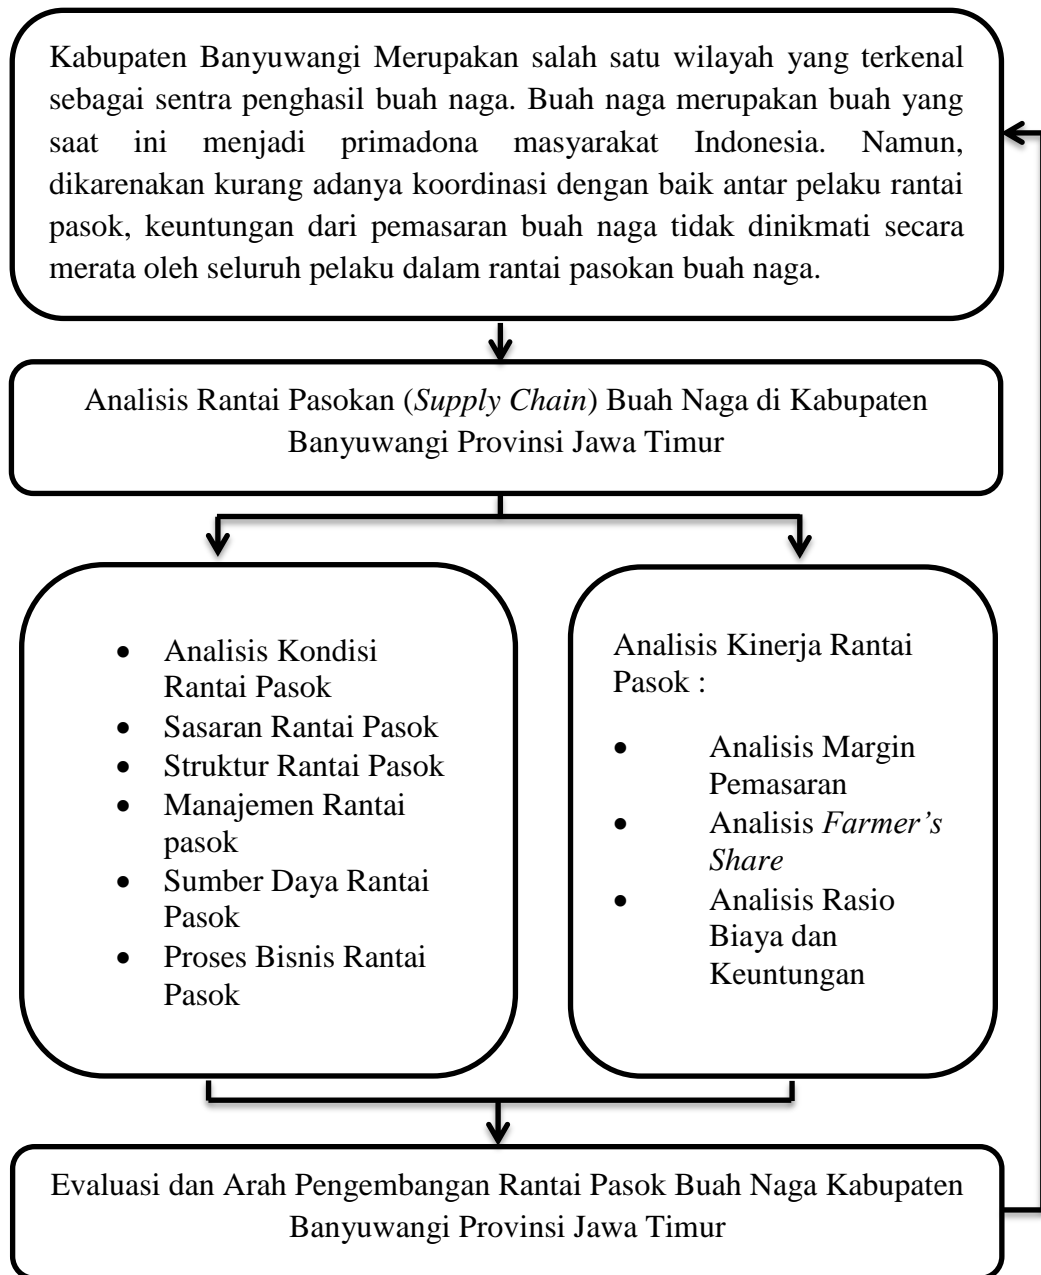 Kabupaten Banyuwangi Merupakan salah satu wilayah yang terkenal
sebagai sentra penghasil buah naga. Buah naga merupakan buah yang
saat ini menjadi primadona masyarakat Indonesia. Namun,
dikarenakan kurang adanya koordinasi dengan baik antar pelaku rantai
pasok, keuntungan dari pemasaran buah naga tidak dinikmati secara
merata oleh seluruh pelaku dalam rantai pasokan buah naga.
Analisis Rantai Pasokan (Supply Chain) Buah Naga di Kabupaten
Banyuwangi Provinsi Jawa Timur
• Analisis Kondisi
Rantai Pasok
• Sasaran Rantai Pasok
• Struktur Rantai Pasok
• Manajemen Rantai
pasok
• Sumber Daya Rantai
Pasok
• Proses Bisnis Rantai
Pasok
Analisis Kinerja Rantai
Pasok :
• Analisis Margin
Pemasaran
• Analisis Farmer’s
Share
• Analisis Rasio
Biaya dan
Keuntungan
Evaluasi dan Arah Pengembangan Rantai Pasok Buah Naga Kabupaten
Banyuwangi Provinsi Jawa Timur